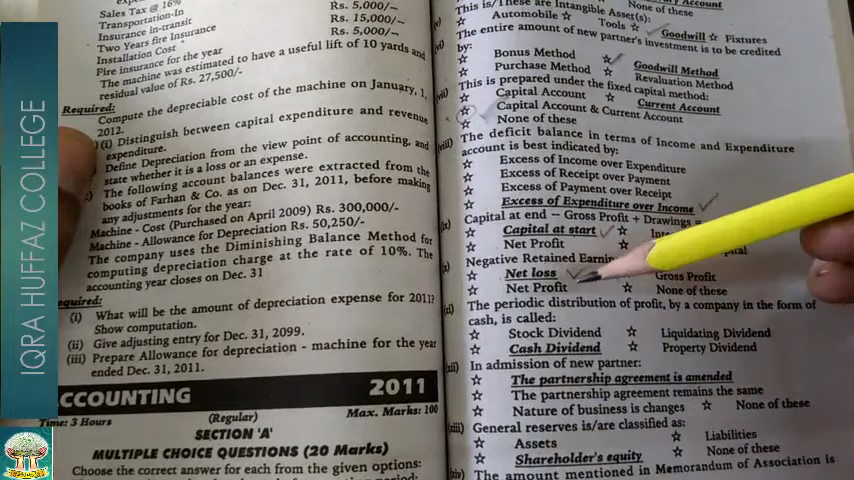 IQRA HUFFAZ COLLEGE
Sales Tax @ 16%
Transportation-In
Insurance in-transit
Two Years fire Insurance
Installation Cost
Fire insurance for the year
Rs. 5,000/–
Rs. 15,000/–
Rs. 5,000/–
The machine was estimated to have a useful lift of 10 years and
residual value of Rs. 27,500/-
Required:
Compute the depreciable cost of the machine on January, 1,
2012.
(i) Distinguish between capital expenditure and revenue
expenditure.
Define Depreciation from the view point of accounting, and
state whether it is a loss or an expense.
The following account balances were extracted from the
books of Farhan & Co. as on Dec. 31, 2011, before making
any adjustments for the year:
Machine - Cost (Purchased on April 2009) Rs. 300,000/–
Machine - Allowance for Depreciation Rs. 50,250/-
The company uses the Diminishing Balance Method for
computing depreciation charge at the rate of 10%. The
accounting year closes on Dec. 31
equired:
(i) What will be the amount of depreciation expense for 2011?
Show computation.
(ii) Give adjusting entry for Dec. 31, 2099.
(iii) Prepare Allowance for depreciation - machine for the year
ended Dec. 31, 2011.
CCOUNTING 2011
Time: 3 Hours (Regular) Max. Marks: 100
SECTION 'A'
MULTIPLE CHOICE QUESTIONS (20 Marks)
Choose the correct answer for each from the given options:
☆ None of these
(v) This is/These are Intangible Asset(s):
☆ Automobile ☆ Tools ☆ Goodwill ☆ Fixtures
(vi) The entire amount of new partner's investment is to be credited
by:
☆ Bonus Method ☆ Goodwill Method
☆ Purchase Method ☆ Revaluation Method
(vii) This is prepared under the fixed capital method:
☆ Capital Account ☆ Current Account
☆ Capital Account & Current Account
☆ None of these
(viii) The deficit balance in terms of Income and Expenditure
account is best indicated by:
☆ Excess of Income over Expenditure
☆ Excess of Receipt over Payment
☆ Excess of Payment over Receipt
☆ Excess of Expenditure over Income
(ix) Capital at end – Gross Profit + Drawings =
☆ Capital at start ☆
☆ Net Profit ☆
(x) Negative Retained
☆ Net loss Gross Profit
☆ Net Profit ☆ None of these
(xi) The periodic distribution of profit, by a company in the form of
cash, is called:
☆ Stock Dividend ☆ Liquidating Dividend
☆ Cash Dividend ☆ Property Dividend
(xii) In admission of new partner:
☆ The partnership agreement is amended
☆ The partnership agreement remains the same
☆ Nature of business is changes ☆ None of these
(xiii) General reserves is/are classified as:
☆ Assets ☆ Liabilities
☆ Shareholder's equity ☆ None of these
(xiv) The amount mentioned in Memorandum of Association is